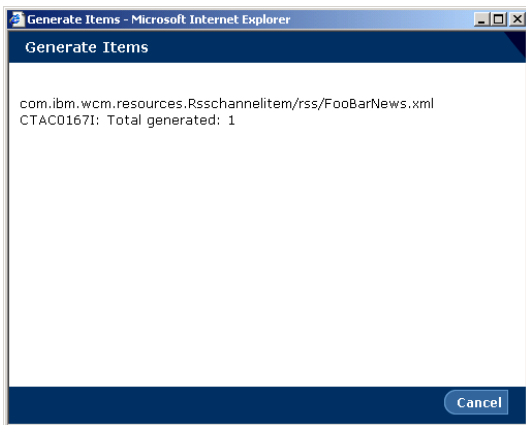 Generate Items - Microsoft Internet Explorer
Generate Items
com.ibm.wcm.resources.Rsschannelitem/rss/FooBarNews.xml
CTAC0167I: Total generated: 1
Cancel